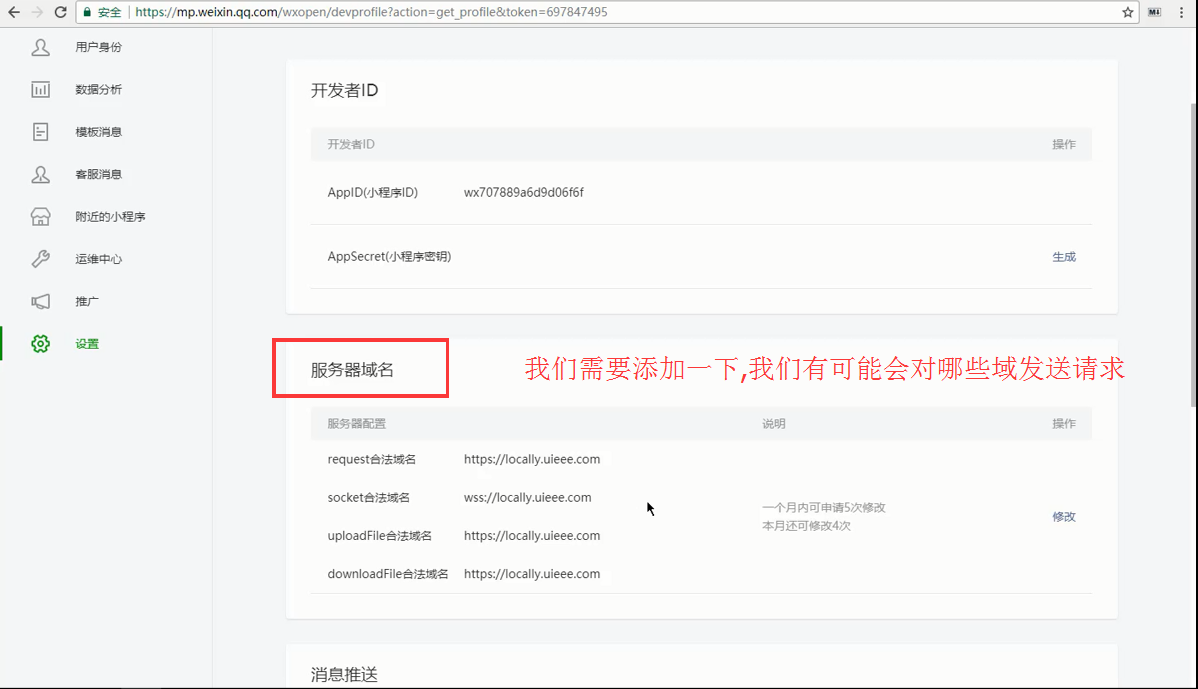 安全 https://mp.weixin.qq.com/wxopen/devprofile?action=get_profile&token=697847495
用户身份
数据分析
模板消息
客服消息
附近的小程序
运维中心
推广
设置
开发者ID
开发者ID 操作
AppID(小程序ID) wx707889a6d9d06f6f
AppSecret(小程序密钥) 生成
服务器域名
我们需要添加一下,我们有可能会对哪些域发送请求
服务器配置 说明 操作
request合法域名 https://locally.uieee.com
socket合法域名 wss://locally.uieee.com
uploadFile合法域名 https://locally.uieee.com
downloadFile合法域名 https://locally.uieee.com
一个月内可申请5次修改
本月还可修改4次
修改
消息推送